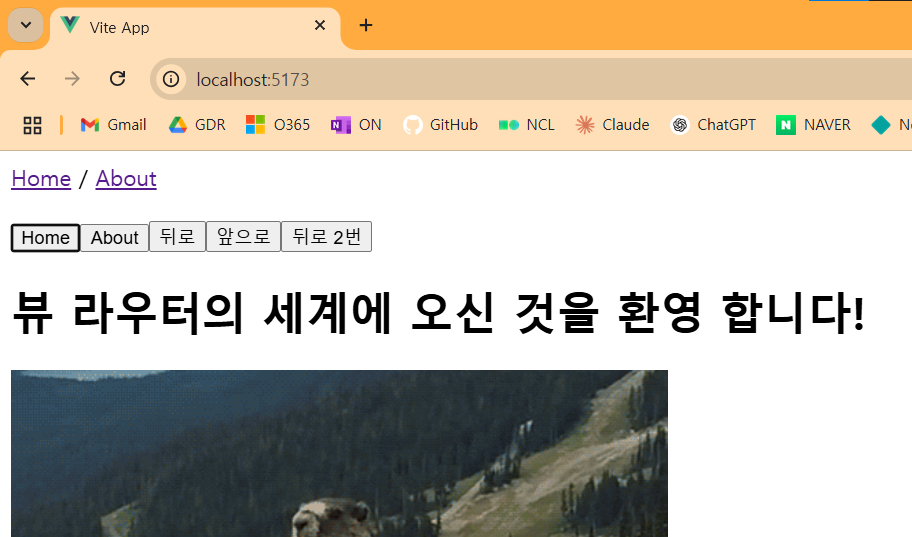 Vite App
localhost:5173
Gmail GDR O365 ON GitHub NCL Claude ChatGPT NAVER
Home / About
Home About 뒤로 앞으로 뒤로 2번
뷰 라우터의 세계에 오신 것을 환영 합니다!